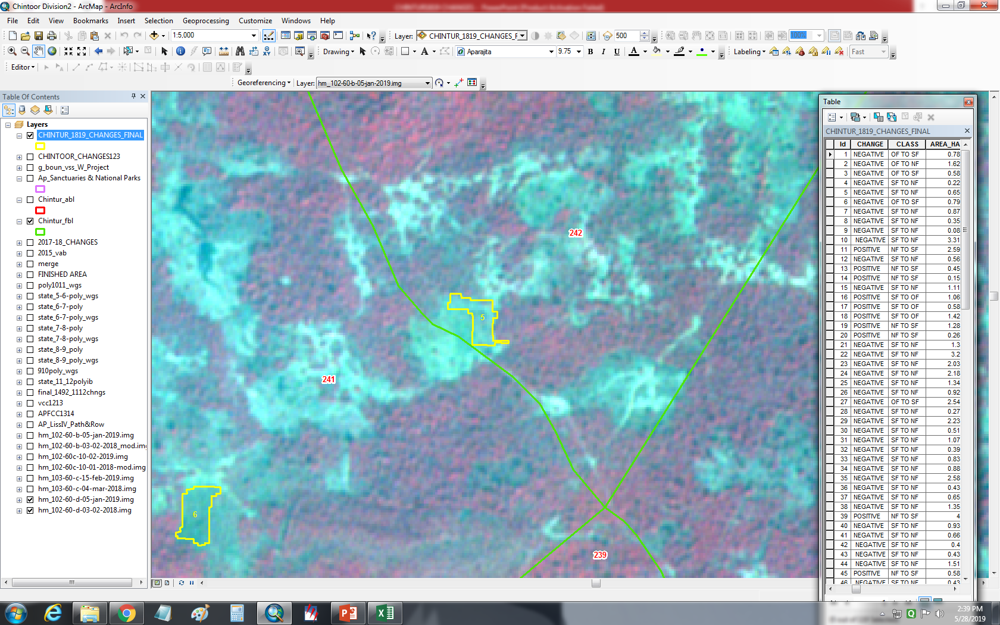 Chintoor Division2 - ArcMap - ArcInfo
File Edit View Bookmarks Insert Selection Geoprocessing Customize Windows Help
1:5,000
Layer: CHINTUR_1819_CHANGES_F
500
100%
Drawing
Aparajita
9.75
B I U A
Labeling
Fast
Editor
Georeferencing Layer: hm_102-60-b-05-jan-2019.img
Table Of Contents
Layers
CHINTUR_1819_CHANGES_FINAL
CHINTOOR_CHANGES123
g_boun_vss_W_Project
Ap_Sanctuaries & National Parks
Chintur_abl
Chintur_fbl
2017-18_CHANGES
2015_vab
merge
FINISHED AREA
poly1011_wgs
state_5-6-poly_wgs
state_6-7-poly
state_6-7-poly_wgs
state_7-8-poly
state_7-8-poly_wgs
state_8-9_poly
state_8-9_poly_wgs
910poly_wgs
state_11_12polyib
final_1492_1112chngs
vcc1213
APFCC1314
AP_LissIV_Path&Row
hm_102-60-b-05-jan-2019.img
hm_102-60-b-03-02-2018_mod.img
hm_102-60c-10-02-2019.img
hm_102-60c-10-01-2018-mod.img
hm_103-60-c-15-feb-2019.img
hm_103-60-c-04-mar-2018.img
hm_102-60-d-05-jan-2019.img
hm_102-60-d-03-02-2018.img
242
5
241
6
239
Table
CHINTUR_1819_CHANGES_FINAL
Id CHANGE CLASS AREA_HA
1 NEGATIVE OF TO SF 0.78
2 NEGATIVE OF TO NF 1.62
3 NEGATIVE OF TO SF 0.58
4 NEGATIVE SF TO NF 0.22
5 NEGATIVE SF TO NF 0.65
6 NEGATIVE OF TO SF 0.79
7 NEGATIVE SF TO NF 0.87
8 NEGATIVE SF TO NF 0.35
9 NEGATIVE SF TO NF 0.08
10 NEGATIVE SF TO NF 3.31
11 POSITIVE NF TO SF 2.59
12 NEGATIVE SF TO NF 0.56
13 POSITIVE NF TO SF 0.45
14 POSITIVE NF TO SF 0.15
15 NEGATIVE SF TO NF 1.11
16 POSITIVE SF TO OF 1.06
17 POSITIVE SF TO OF 0.58
18 POSITIVE SF TO OF 1.42
19 POSITIVE NF TO SF 1.28
20 POSITIVE NF TO SF 0.26
21 NEGATIVE SF TO NF 1.3
22 NEGATIVE SF TO NF 3.2
23 NEGATIVE SF TO NF 2.03
24 NEGATIVE SF TO NF 2.18
25 NEGATIVE SF TO NF 1.34
26 NEGATIVE SF TO NF 0.92
27 NEGATIVE OF TO SF 2.54
28 NEGATIVE SF TO NF 0.27
29 NEGATIVE SF TO NF 2.23
30 NEGATIVE SF TO NF 0.51
31 NEGATIVE SF TO NF 1.07
32 NEGATIVE SF TO NF 0.39
33 NEGATIVE SF TO NF 0.83
34 NEGATIVE SF TO NF 0.88
35 NEGATIVE SF TO NF 2.58
36 NEGATIVE SF TO NF 0.43
37 NEGATIVE SF TO NF 0.65
38 NEGATIVE SF TO NF 1.35
39 POSITIVE NF TO SF 4
40 NEGATIVE SF TO NF 0.93
41 NEGATIVE SF TO NF 0.66
42 NEGATIVE SF TO NF 0.4
43 NEGATIVE SF TO NF 0.43
44 NEGATIVE SF TO NF 1.51
45 POSITIVE NF TO SF 0.58
46 NEGATIVE SF TO NF 0.43
2:39 PM
5/28/2019